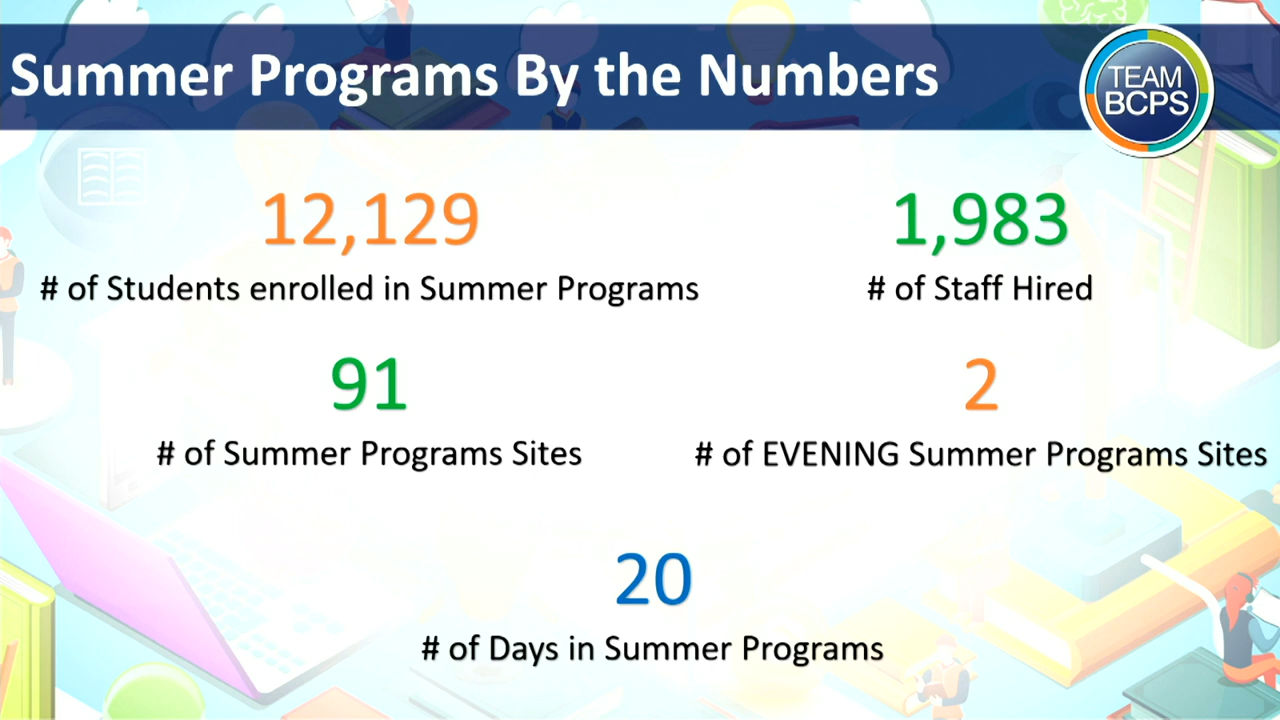 Summer Programs By the Numbers
TEAM
BCPS
12,129
# of Students enrolled in Summer Programs
1,983
# of Staff Hired
91
# of Summer Programs Sites
2
# of EVENING Summer Programs Sites
20
# of Days in Summer Programs